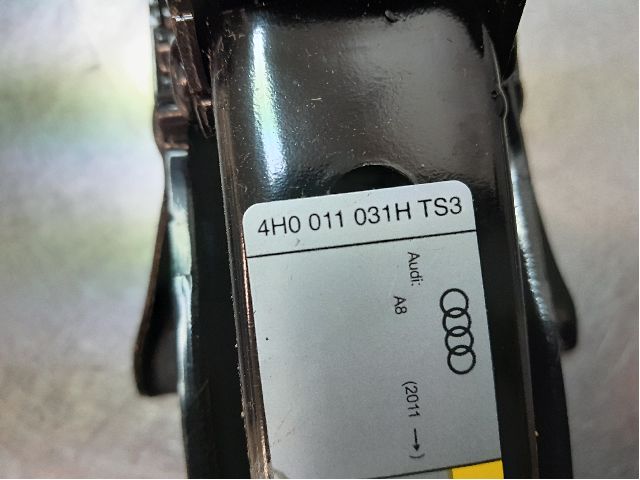 4H0 011 031H TS3
Audi:
A8 (2011 → )